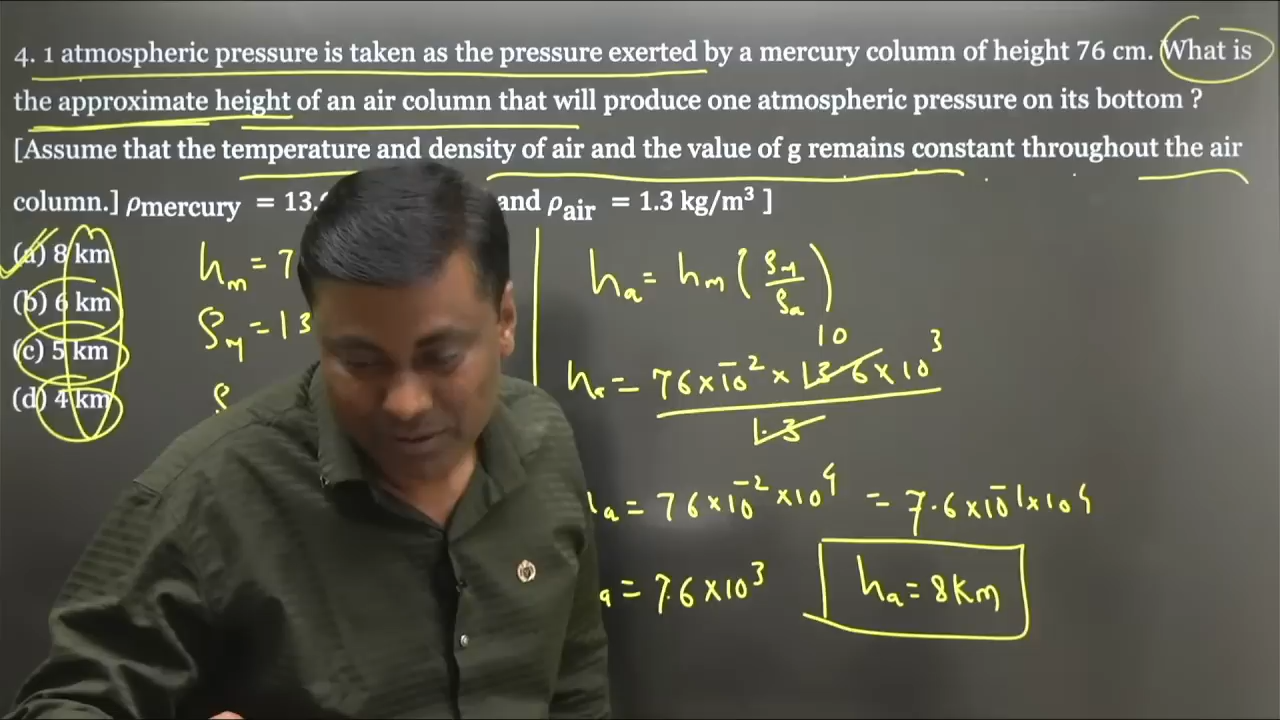 4. 1 atmospheric pressure is taken as the pressure exerted by a mercury column of height 76 cm. What is
the approximate height of an air column that will produce one atmospheric pressure on its bottom ?
[Assume that the temperature and density of air and the value of g remains constant throughout the air
column.] ρmercury = 13. and ρair = 1.3 kg/m³ ]
(a) 8 km
(b) 6 km
(c) 5 km
(d) 4 km
hm = 7
ρM = 13
ρ
ha = hm (ρM/ρa)
10
ha = 76×10⁻² × 13.6×10³
1.3
a = 76×10⁻² ×10⁴ = 7.6×10⁻¹×10⁴
a = 7.6×10³
ha = 8Km